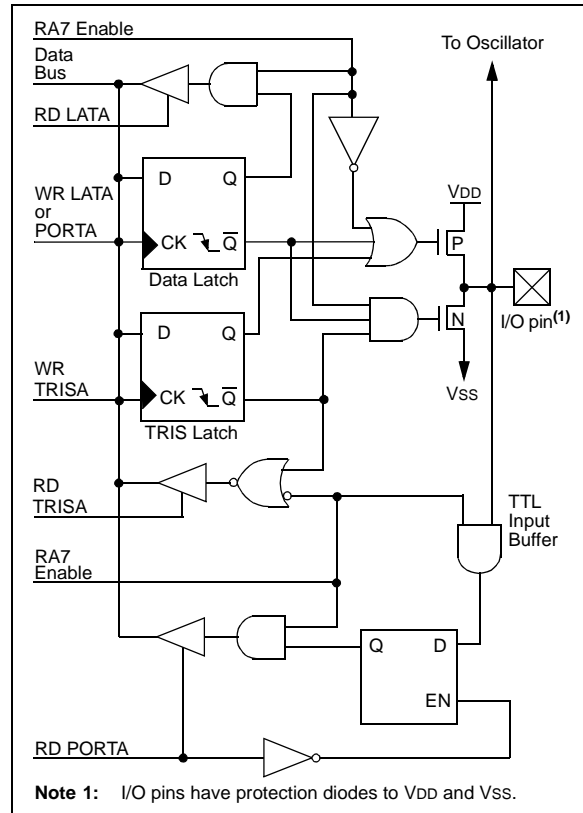 RA7 Enable
To Oscillator
Data
Bus
RD LATA
D
Q
VDD
WR LATA
or
PORTA
CK
Q
P
Data Latch
I/O pin(1)
D
Q
N
WR
TRISA
CK
Q
VSS
TRIS Latch
RD
TRISA
TTL
Input
Buffer
RA7
Enable
Q
D
EN
RD PORTA
Note 1: I/O pins have protection diodes to VDD and VSS.